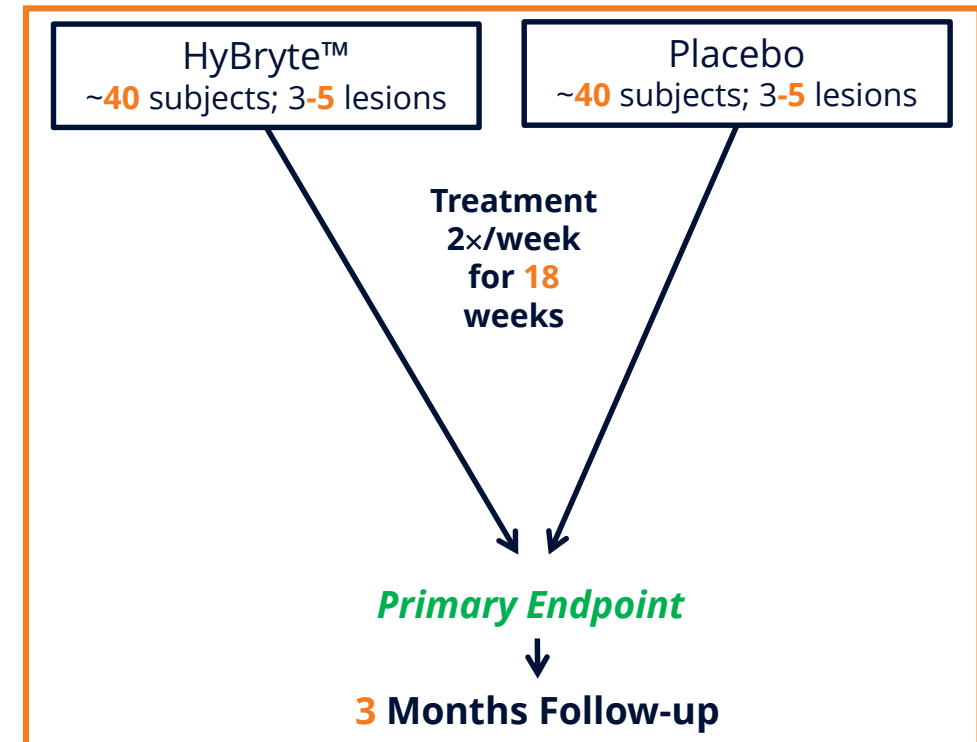 HyBryte™
~40 subjects; 3-5 lesions
Placebo
~40 subjects; 3-5 lesions
Treatment
2×/week
for 18
weeks
Primary Endpoint
3 Months Follow-up